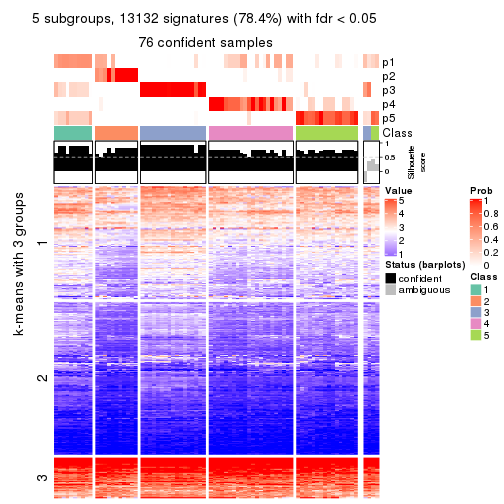 5 subgroups, 13132 signatures (78.4%) with fdr < 0.05
76 confident samples
p1
p2
p3
p4
p5
Class
1
0.5
0
Silhouette
score
k-means with 3 groups
1
2
3
Value
5
4
3
2
1
Status (barplots)
confident
ambiguous
Prob
1
0.8
0.6
0.4
0.2
0
Class
1
2
3
4
5